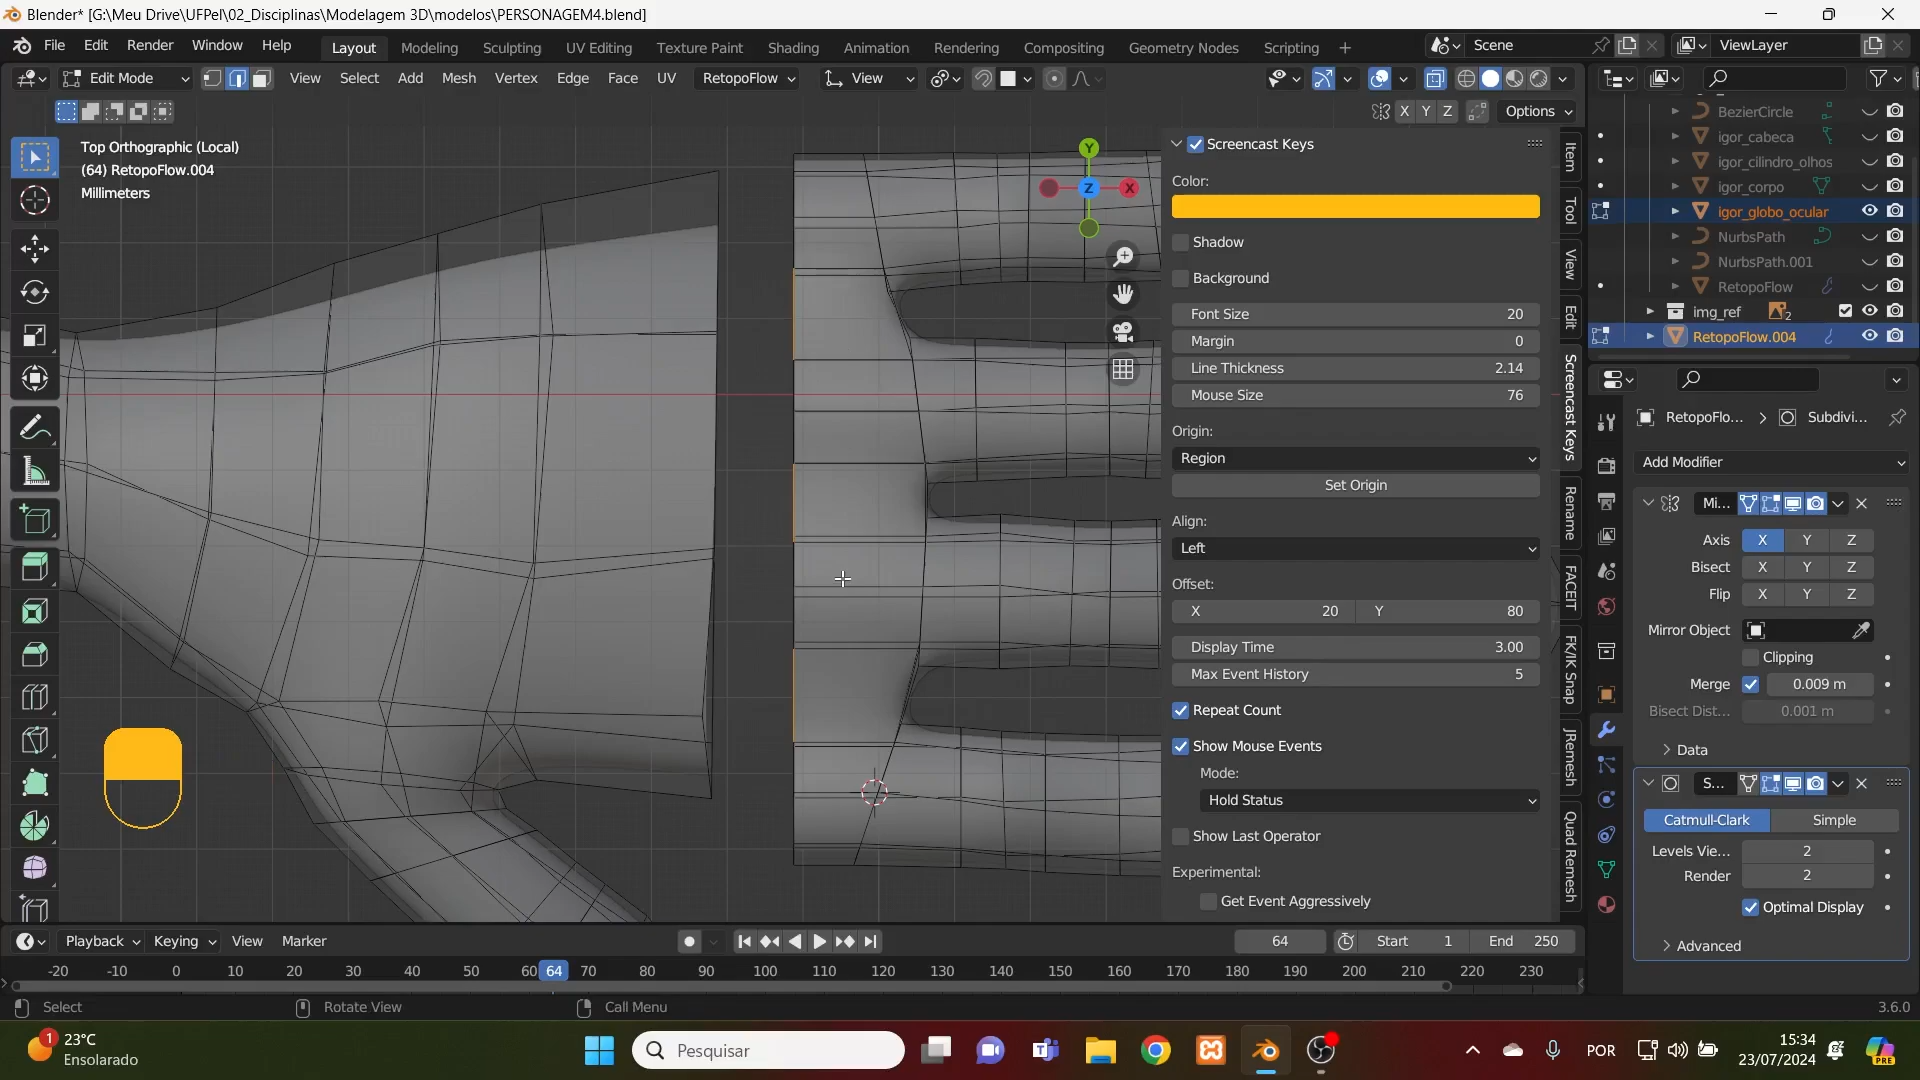 Blender* [G:\Meu Drive\UFPel\02_Disciplinas\Modelagem 3D\modelos\PERSONAGEM4.blend]
File Edit Render Window Help Layout Modeling Sculpting UV Editing Texture Paint Shading Animation Rendering Compositing Geometry Nodes Scripting + Scene ViewLayer
Edit Mode View Select Add Mesh Vertex Edge Face UV RetopoFlow View
X Y Z Options
Top Orthographic (Local)
(64) RetopoFlow.004
Millimeters
Y
Z X
Screencast Keys
Color:
Shadow
Background
Font Size 20
Margin 0
Line Thickness 2.14
Mouse Size 76
Origin:
Region
Set Origin
Align:
Left
Offset:
X 20 Y 80
Display Time 3.00
Max Event History 5
Repeat Count
Show Mouse Events
Mode:
Hold Status
Show Last Operator
Experimental:
Get Event Aggressively
Item
Tool
View
Edit
Screencast Keys
Rename
FACEIT
FK/IK Snap
JRemesh
Quad Remesh
BezierCircle
igor_cabeca
igor_cilindro_olhos
igor_corpo
igor_globo_ocular
NurbsPath
NurbsPath.001
RetopoFlow
img_ref 2
RetopoFlow.004
RetopoFlo... Subdivi...
Add Modifier
Mi...
Axis X Y Z
Bisect X Y Z
Flip X Y Z
Mirror Object
Clipping
Merge 0.009 m
Bisect Dist... 0.001 m
Data
S...
Catmull-Clark Simple
Levels Vie... 2
Render 2
Optimal Display
Advanced
Playback Keying View Marker 64 Start 1 End 250
-20 -10 0 10 20 30 40 50 60 64 70 80 90 100 110 120 130 140 150 160 170 180 190 200 210 220 230
Select Rotate View Call Menu 3.6.0
1 23°C
Ensolarado
Pesquisar
POR
15:34
23/07/2024
PRE